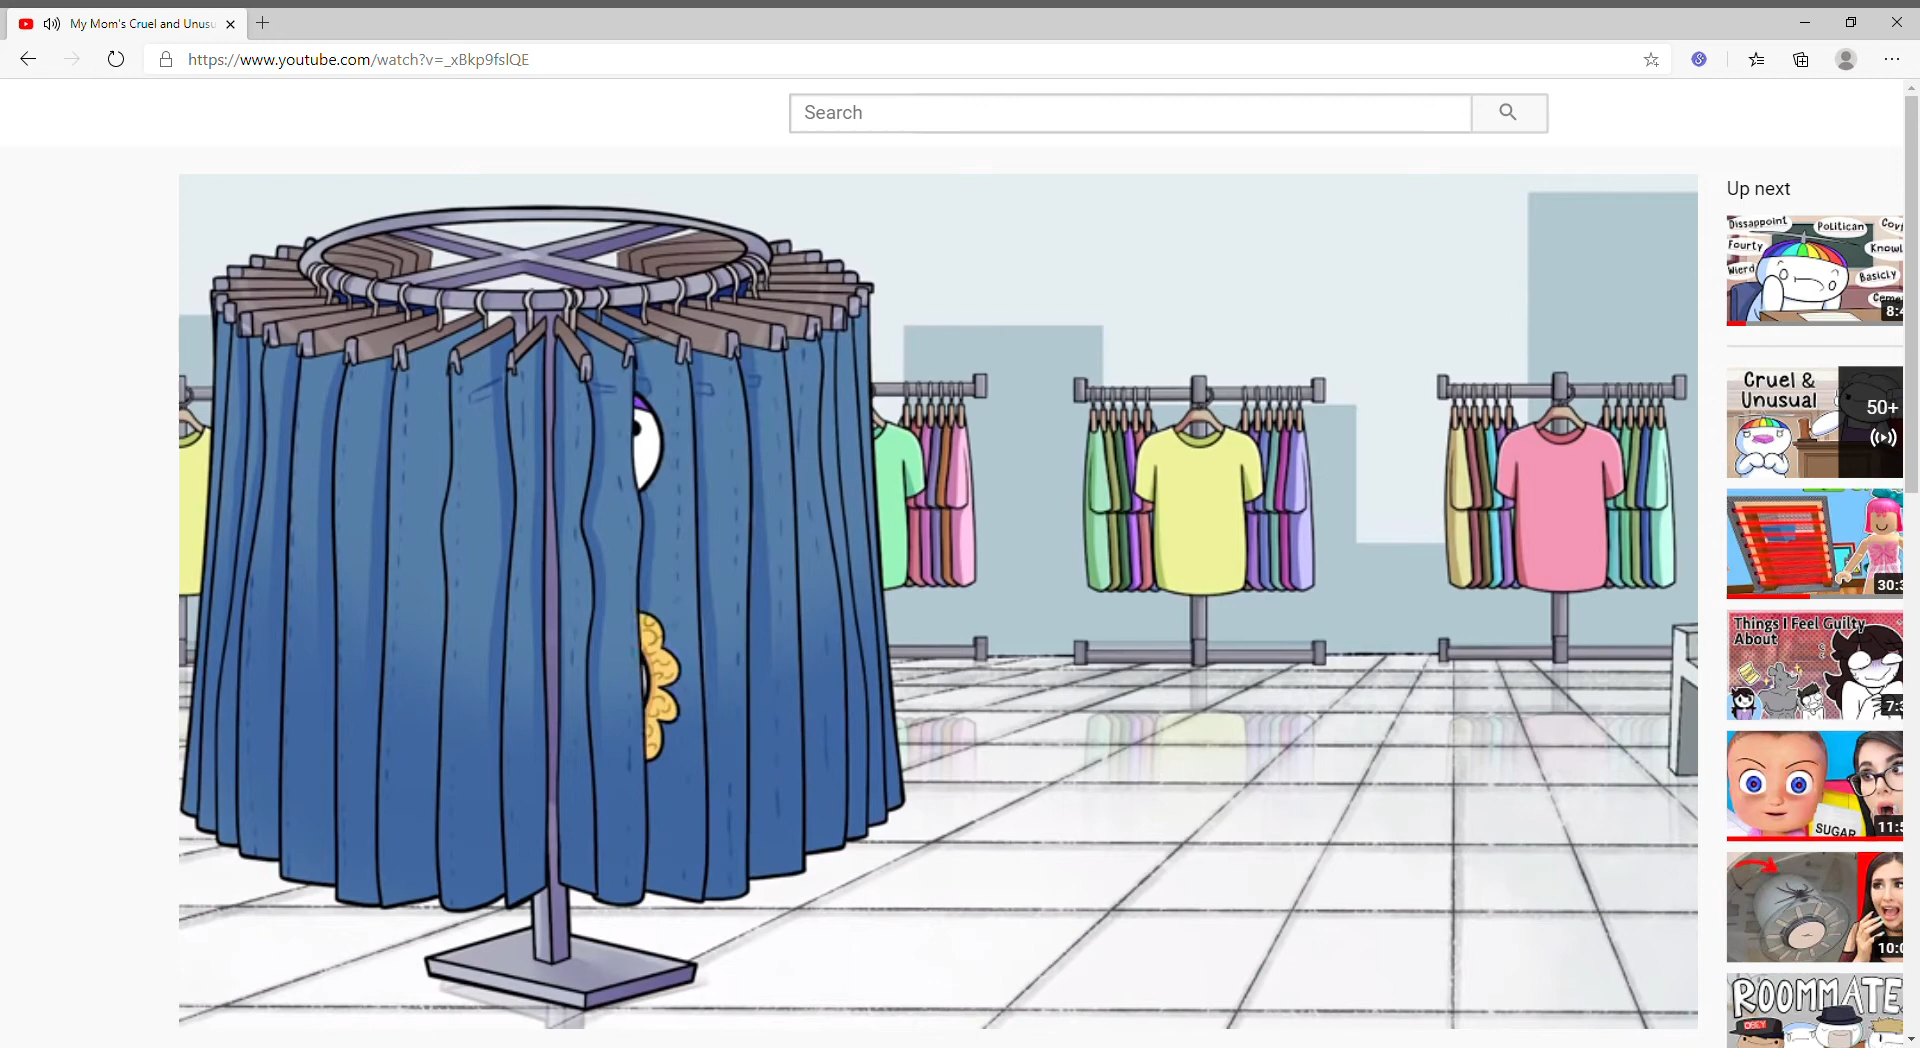 My Mom's Cruel and Unusu
https://www.youtube.com/watch?v=_xBkp9fslQE
Search
Up next
Dissappoint
Politican
Fourty
Knowl
Wierd
Basicly
Ceme
8:4
Cruel &
Unusual
50+
30:3
Things I Feel Guilty
About
7:3
SUGAR
11:5
10:0
ROOMMATE
OBEY